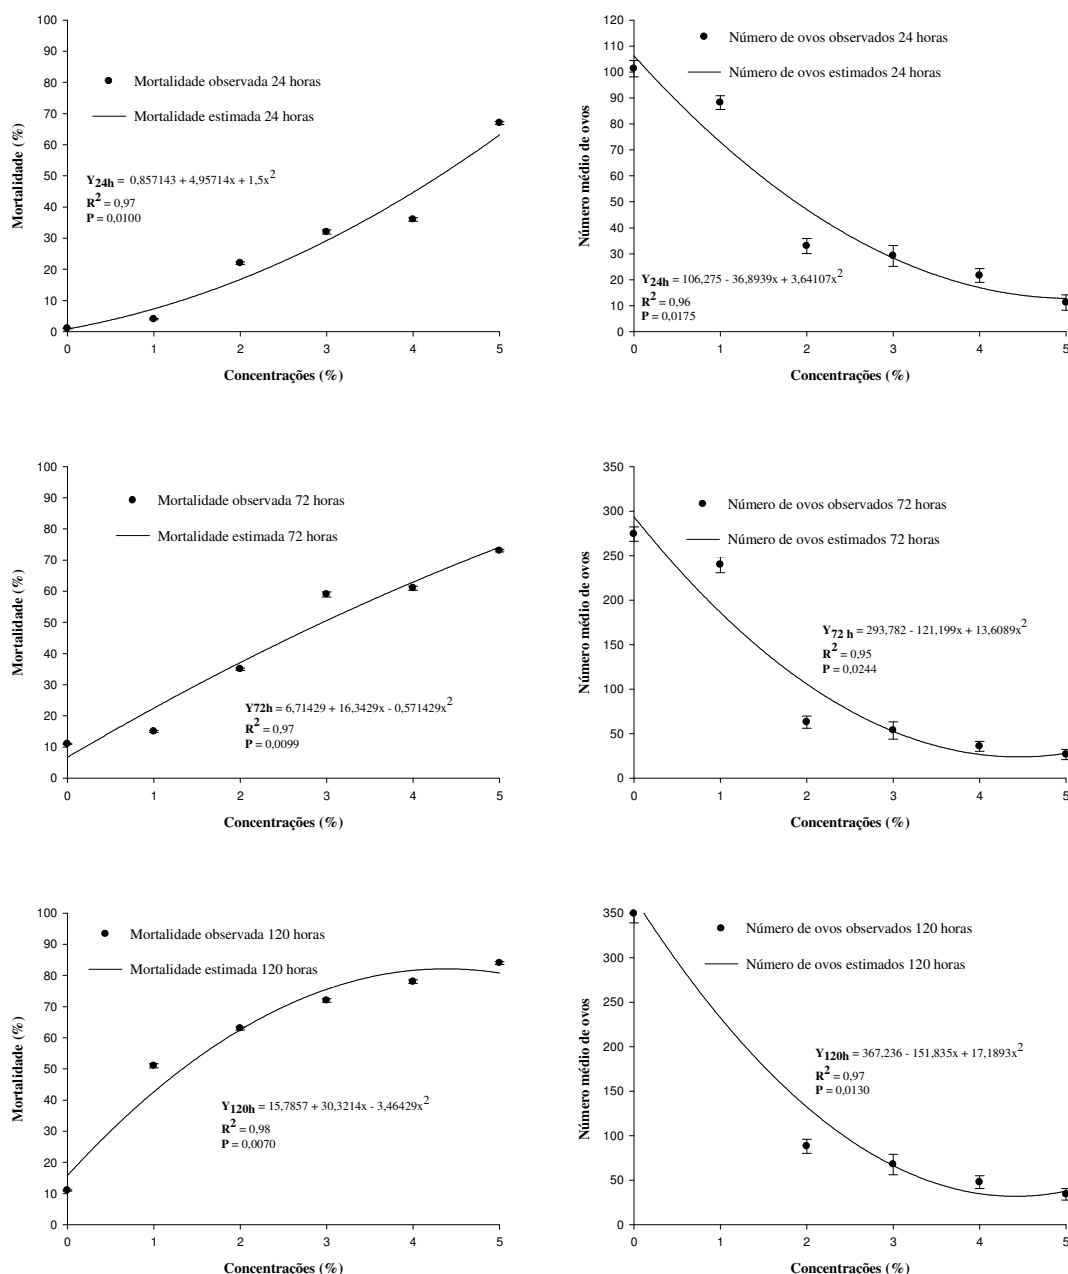 100
90
80
70
60
50
40
30
20
10
0
Mortalidade (%)
Mortalidade observada 24 horas
Mortalidade estimada 24 horas
Y24h = 0,857143 + 4,95714x + 1,5x2
R2 = 0,97
P = 0,0100
0 1 2 3 4 5
Concentrações (%)
120
110
100
90
80
70
60
50
40
30
20
10
0
Número médio de ovos
Número de ovos observados 24 horas
Número de ovos estimados 24 horas
Y24h = 106,275 - 36,8939x + 3,64107x2
R2 = 0,96
P = 0,0175
0 1 2 3 4 5
Concentrações (%)
100
90
80
70
60
50
40
30
20
10
0
Mortalidade (%)
Mortalidade observada 72 horas
Mortalidade estimada 72 horas
Y72h = 6,71429 + 16,3429x - 0,571429x2
R2 = 0,97
P = 0,0099
0 1 2 3 4 5
Concentrações (%)
350
300
250
200
150
100
50
0
Número médio de ovos
Número de ovos observados 72 horas
Número de ovos estimados 72 horas
Y72 h = 293,782 - 121,199x + 13,6089x2
R2 = 0,95
P = 0,0244
0 1 2 3 4 5
Concentrações (%)
100
90
80
70
60
50
40
30
20
10
0
Mortalidade (%)
Mortalidade observada 120 horas
Mortalidade estimada 120 horas
Y120h = 15,7857 + 30,3214x - 3,46429x2
R2 = 0,98
P = 0,0070
0 1 2 3 4 5
Concentrações (%)
350
300
250
200
150
100
50
0
Número médio de ovos
Número de ovos observados 120 horas
Número de ovos estimados 120 horas
Y120h = 367,236 - 151,835x + 17,1893x2
R2 = 0,97
P = 0,0130
0 1 2 3 4 5
Concentrações (%)